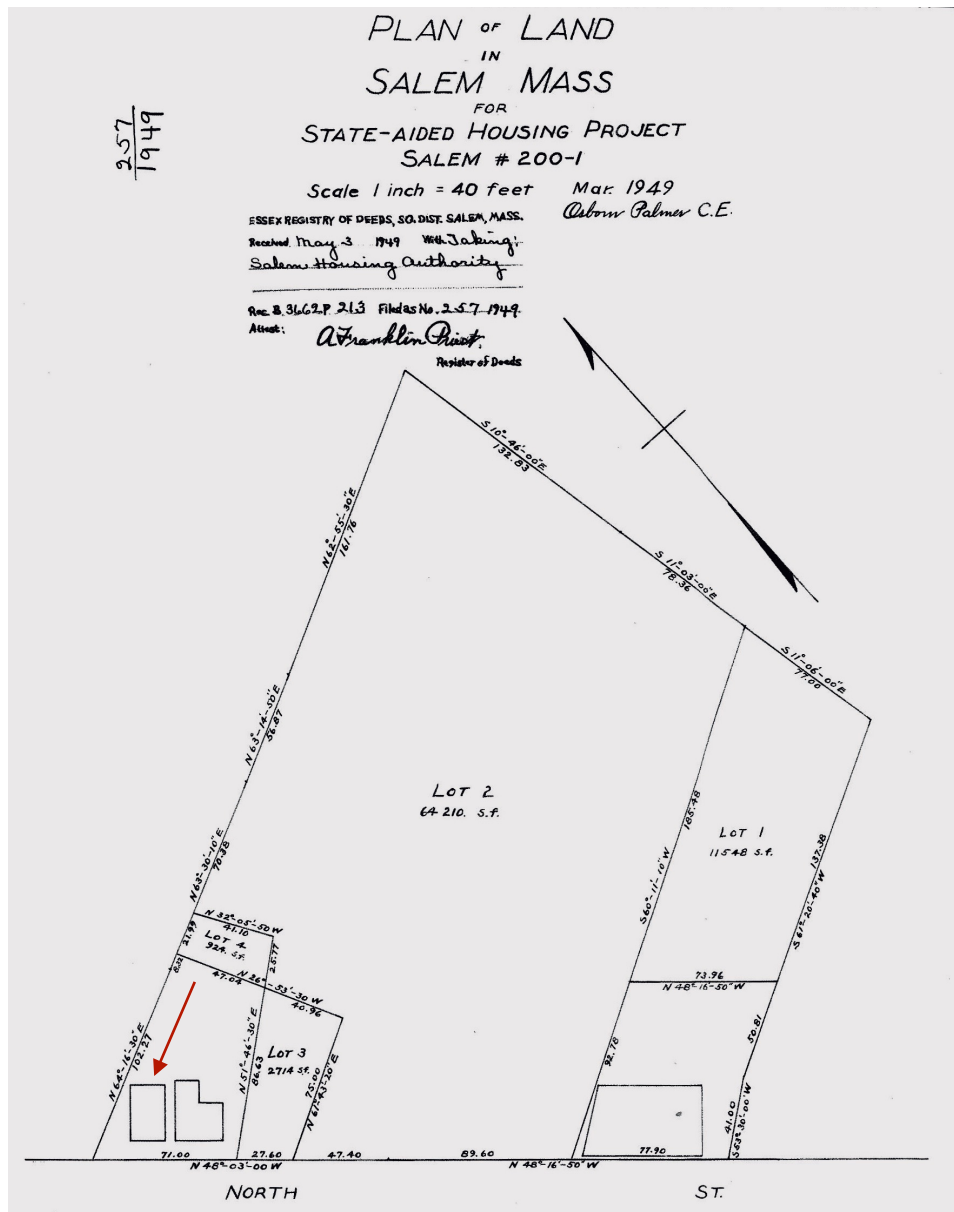 PLAN OF LAND
IN
SALEM MASS
FOR
STATE-AIDED HOUSING PROJECT
SALEM # 200-1
Scale 1 inch = 40 feet Mar. 1949
Osborn Palmer C.E.
257
1949
ESSEX REGISTRY OF DEEDS, SO. DIST. SALEM, MASS.
Received May 3 1949 With Taking:
Salem Housing Authority
Rec. B. 3662 P. 213 Filed as No. 257 1949.
Attest:
A Franklin Priest,
Register of Deeds
S 10°-46'-00"E
132.83
N 62°-55'-30"E
161.76
S 11°-03'-00"E
78.36
S 11°-06'-00"E
77.00
N 63°-14'-50"E
56.87
LOT 2
64 210. S.f.
185.48
S 60°-11'-10"W
LOT 1
11548 S.f.
137.38
S 61°-20'-40"W
N 63°-30'-10"E
70.38
N 32°-05'-50"W
41.10
21.99
LOT 4
924. S.f.
25.77
8.32
N 26°-53'-30"W
47.04
40.96
73.96
N 48°-16'-50"W
N 64°-16'-30"E
102.27
N 51°-46'-30"E
86.63
LOT 3
2714 S.f.
75.00
N 61°-43'-20"E
92.78
50.81
41.00
S 53°-30'-00"W
71.00
27.60
47.40
89.60
77.90
N 48°-03'-00"W
N 48°-16'-50"W
NORTH ST.